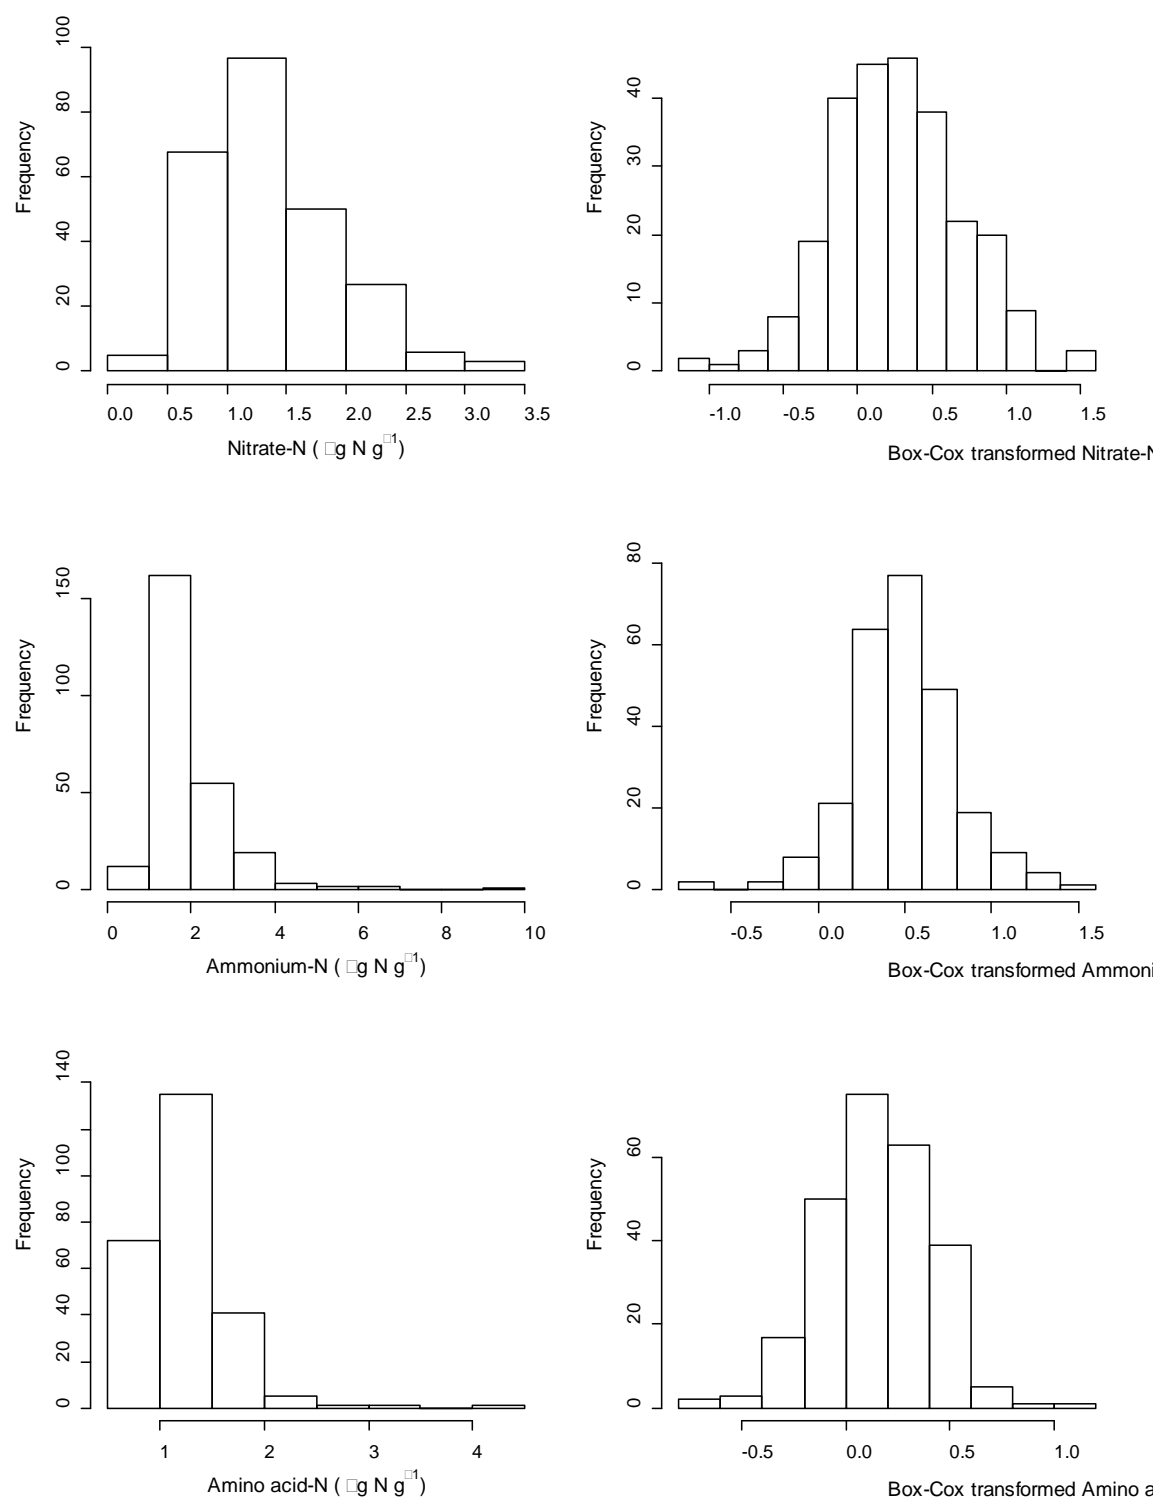 Frequency
0 20 40 60 80 100
0.0 0.5 1.0 1.5 2.0 2.5 3.0 3.5
Nitrate-N ( □g N g□1)
Frequency
0 10 20 30 40
-1.0 -0.5 0.0 0.5 1.0 1.5
Box-Cox transformed Nitrate-N
Frequency
0 50 100 150
0 2 4 6 8 10
Ammonium-N ( □g N g□1)
Frequency
0 20 40 60 80
-0.5 0.0 0.5 1.0 1.5
Box-Cox transformed Ammoni
Frequency
0 20 40 60 80 100 140
1 2 3 4
Amino acid-N ( □g N g□1)
Frequency
0 20 40 60
-0.5 0.0 0.5 1.0
Box-Cox transformed Amino a